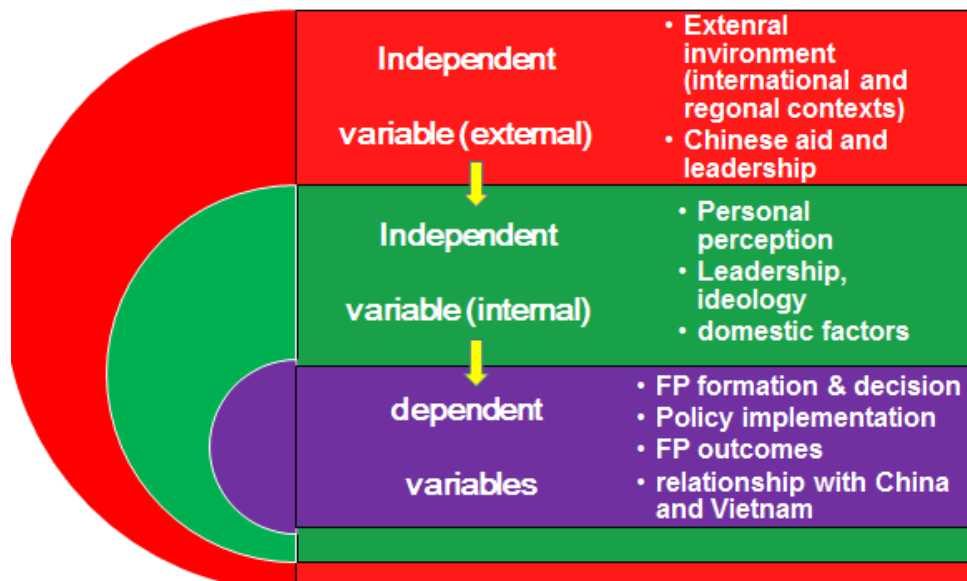 Independent
variable (external)
• Extenral
invironment
(international and
regonal contexts)
• Chinese aid and
leadership
Independent
variable (internal)
• Personal
perception
• Leadership,
ideology
• domestic factors
dependent
variables
• FP formation & decision
• Policy implementation
• FP outcomes
• relationship with China
and Vietnam